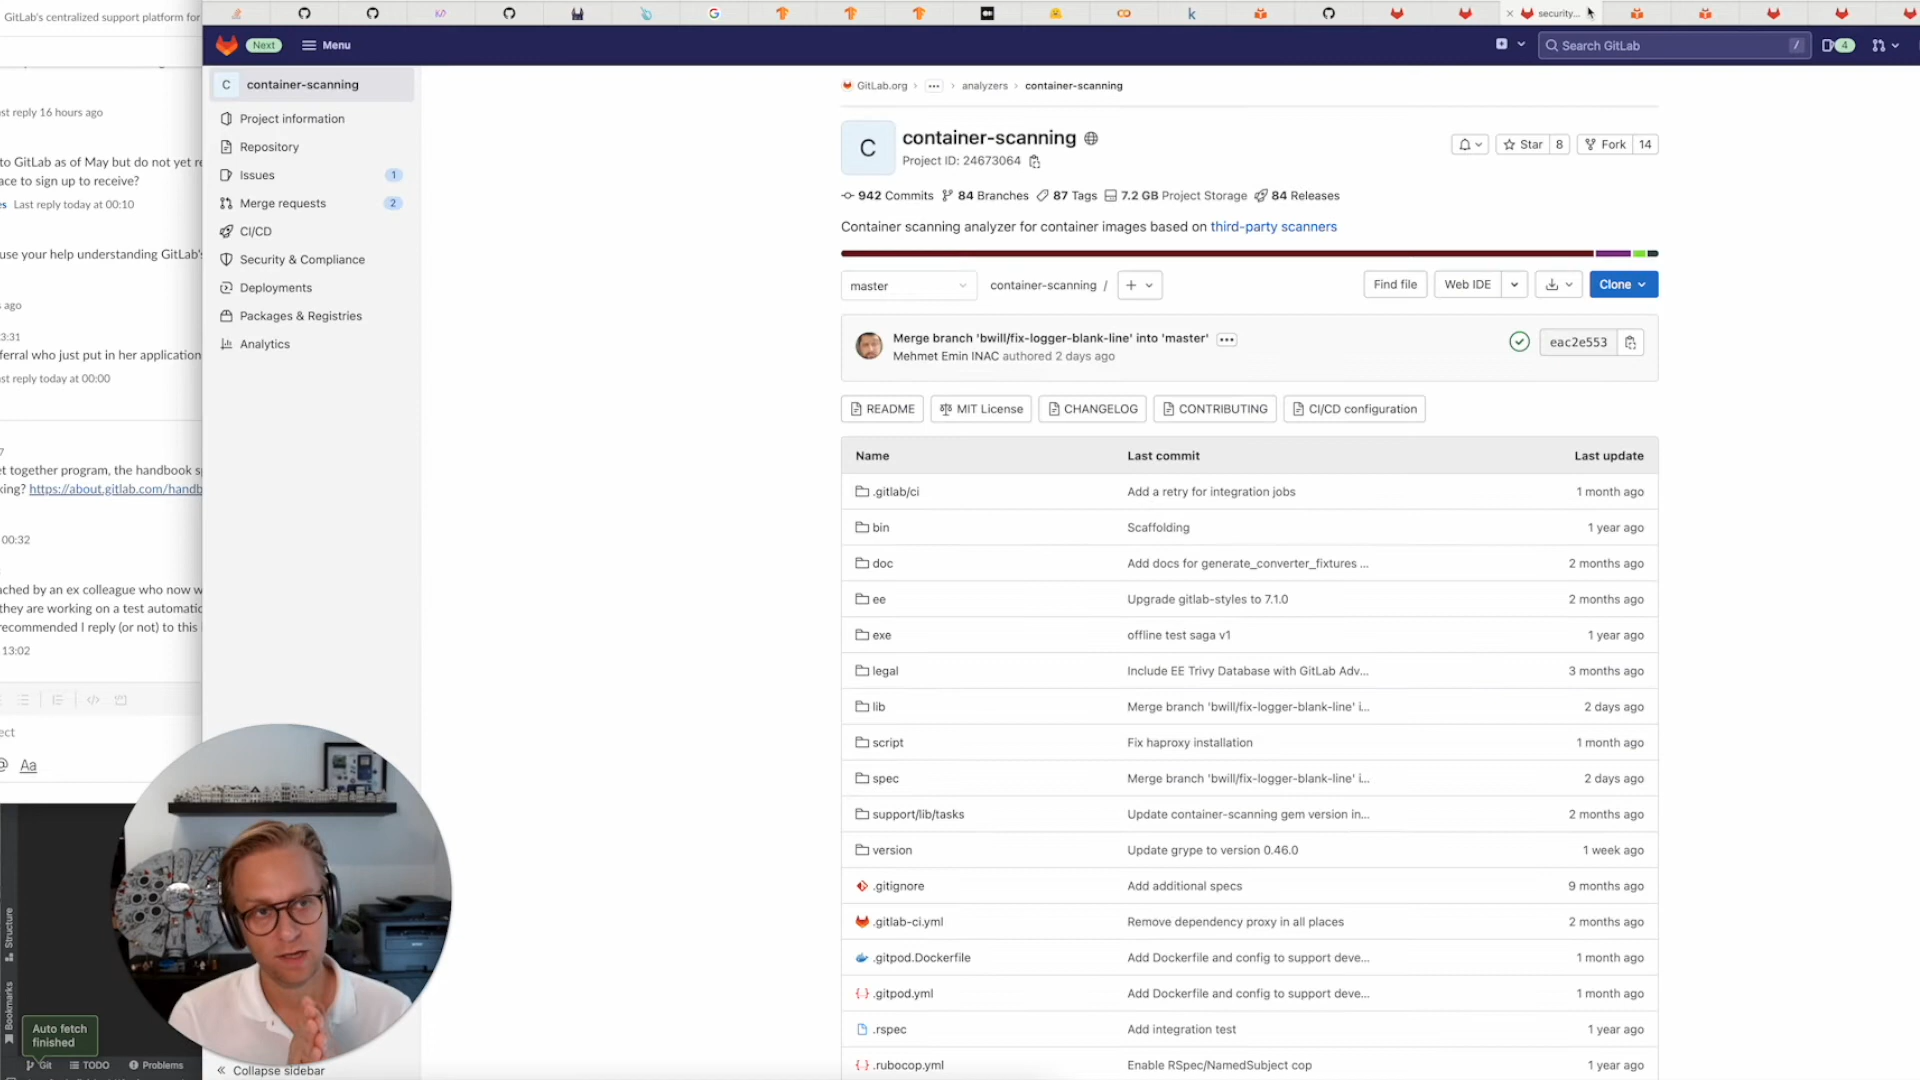 GitLab's centralized support platform for
st reply 16 hours ago
to GitLab as of May but do not yet re
ace to sign up to receive?
es Last reply today at 00:10
use your help understanding GitLab's
s ago
3:31
ferral who just put in her application
st reply today at 00:00
7
et together program, the handbook sp
king? https://about.gitlab.com/handb
00:32
ached by an ex colleague who now w
they are working on a test automatic
recommended I reply (or not) to this
13:02
ect
@ Aa
Structure
Bookmarks
Auto fetch
finished
Git TODO Problems
security...
Next
Menu
Search GitLab /
4
C container-scanning
Project information
Repository
Issues 1
Merge requests 2
CI/CD
Security & Compliance
Deployments
Packages & Registries
Analytics
Collapse sidebar
GitLab.org › ... › analyzers › container-scanning
C
container-scanning
Project ID: 24673064
Star 8 Fork 14
942 Commits 84 Branches 87 Tags 7.2 GB Project Storage 84 Releases
Container scanning analyzer for container images based on third-party scanners
master container-scanning / + Find file Web IDE Clone
Merge branch 'bwill/fix-logger-blank-line' into 'master' ...
Mehmet Emin INAC authored 2 days ago
eac2e553
README MIT License CHANGELOG CONTRIBUTING CI/CD configuration
Name Last commit Last update
.gitlab/ci Add a retry for integration jobs 1 month ago
bin Scaffolding 1 year ago
doc Add docs for generate_converter_fixtures ... 2 months ago
ee Upgrade gitlab-styles to 7.1.0 2 months ago
exe offline test saga v1 1 year ago
legal Include EE Trivy Database with GitLab Adv... 3 months ago
lib Merge branch 'bwill/fix-logger-blank-line' i... 2 days ago
script Fix haproxy installation 1 month ago
spec Merge branch 'bwill/fix-logger-blank-line' i... 2 days ago
support/lib/tasks Update container-scanning gem version in... 2 months ago
version Update grype to version 0.46.0 1 week ago
.gitignore Add additional specs 9 months ago
.gitlab-ci.yml Remove dependency proxy in all places 2 months ago
.gitpod.Dockerfile Add Dockerfile and config to support deve... 1 month ago
.gitpod.yml Add Dockerfile and config to support deve... 1 month ago
.rspec Add integration test 1 year ago
.rubocop.yml Enable RSpec/NamedSubject cop 1 year ago